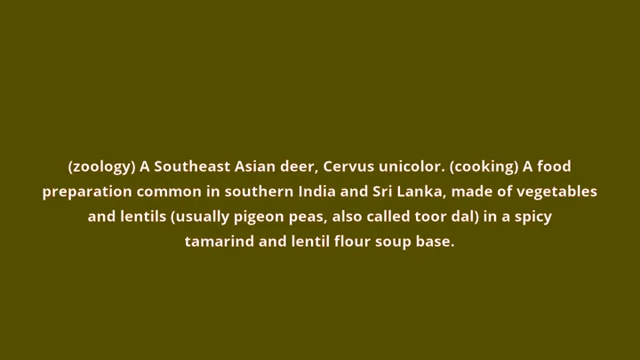 (zoology) A Southeast Asian deer, Cervus unicolor. (cooking) A food
preparation common in southern India and Sri Lanka, made of vegetables
and lentils (usually pigeon peas, also called toor dal) in a spicy
tamarind and lentil flour soup base.